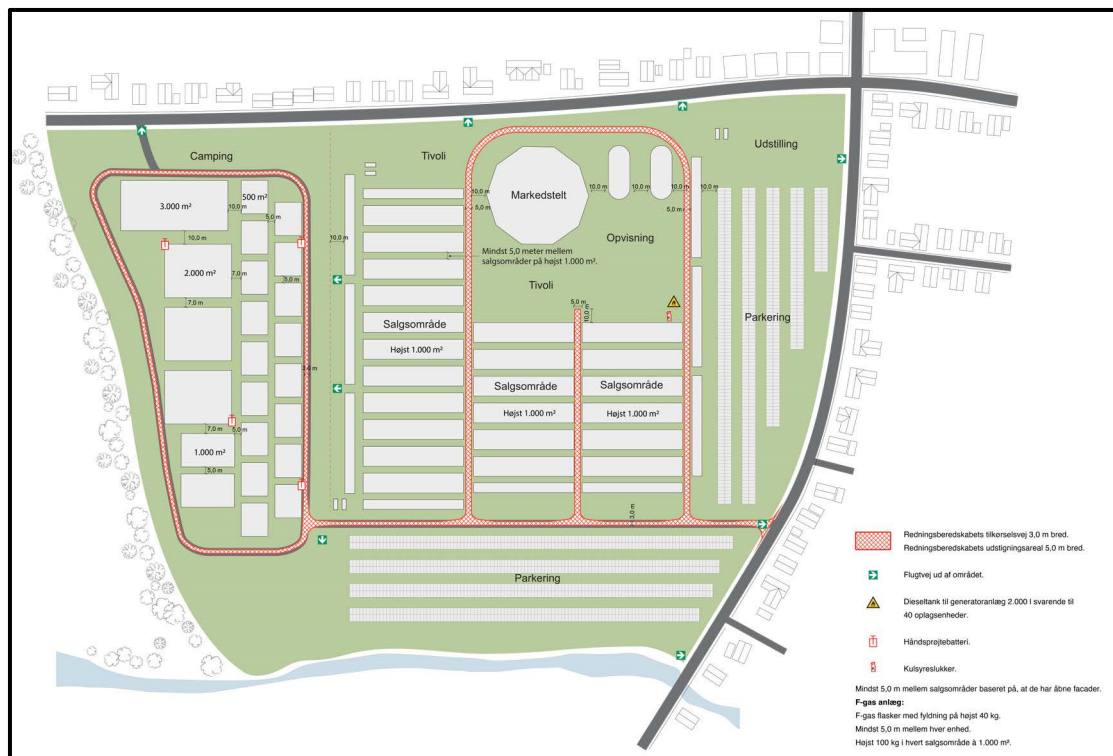 Camping
Tivoli
Udstilling
3.000 m²
500 m²
10,0 m
5,0 m
10,0 m
2.000 m²
7,0 m
5,0 m
7,0 m
3,0 m
7,0 m
5,0 m
1.000 m²
5,0 m
10,0 m
10,0 m
5,0 m
Markedstelt
10,0 m
10,0 m
10,0 m
5,0 m
Opvisning
Mindst 5,0 meter mellem
salgsområder på højst 1.000 m².
Tivoli
5,0 m
10,0 m
Parkering
Salgsområde
Højst 1.000 m²
Salgsområde
Højst 1.000 m²
Salgsområde
Højst 1.000 m²
3,0 m
Parkering
Redningsberedskabets tilkørselsvej 3,0 m bred.
Redningsberedskabets udstigningsareal 5,0 m bred.
Flugtvej ud af området.
Dieseltank til generatoranlæg 2.000 l svarende til
40 oplagsenheder.
Håndsprøjtebatteri.
Kulsyreslukker.
Mindst 5,0 m mellem salgsområder baseret på, at de har åbne facader.
F-gas anlæg:
F-gas flasker med fyldning på højst 40 kg.
Mindst 5,0 m mellem hver enhed.
Højst 100 kg i hvert salgsområde à 1.000 m².